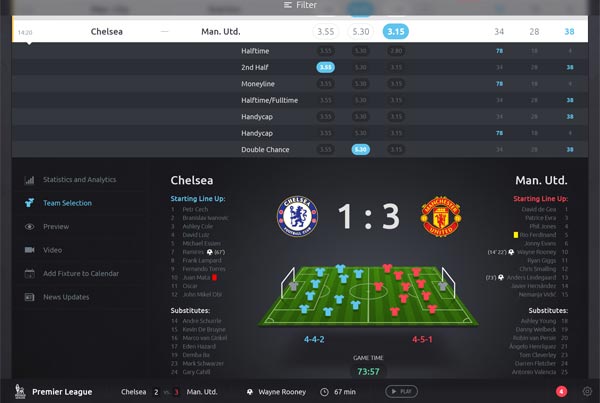 Filter
14:20 Chelsea — Man. Utd. 3.55 5.30 3.15 34 28 38
Halftime 3.55 5.30 2.80 78 18 4
2nd Half 3.55 5.30 3.15 34 28 38
Moneyline 3.55 5.30 3.15 78 18 4
Halftime/Fulltime 3.55 5.30 3.15 34 28 38
Handycap 3.55 5.30 3.15 34 28 38
Handycap 3.55 5.30 3.15 78 18 4
Double Chance 3.55 5.30 3.15 34 28 38
Statistics and Analytics
Team Selection
Preview
Video
Add Fixture to Calendar
News Updates
Chelsea
Starting Line Up:
1 Petr Cech
2 Branislav Ivanovic
3 Ashley Cole
4 David Luiz
5 Michael Essien
7 Ramires (67')
8 Frank Lampard
9 Fernando Torres
10 Juan Mata
11 Oscar
12 John Mikel Obi
Substitutes:
14 Andre Schurrle
15 Kevin De Bruyne
16 Marco van Ginkel
17 Eden Hazard
19 Demba Ba
23 Mark Schwarzer
24 Gary Cahill
CHELSEA
FOOTBALL CLUB
1 : 3
MANCHESTER
UNITED
4-4-2
4-5-1
GAME TIME
73:57
Man. Utd.
Starting Line Up:
David de Gea 1
Patrice Evra 3
Phil Jones 4
Rio Ferdinand 5
Jonny Evans 6
(14' 22') Wayne Rooney 10
Ryan Giggs 11
Chris Smalling 12
(73') Anders Lindegaard 13
Javier Hernández 14
Nemanja Vidić 15
Substitutes:
Ashley Young 18
Danny Welbeck 19
Robin van Persie 20
Ángelo Henríquez 21
Tom Cleverley 23
Darren Fletcher 24
Antonio Valencia 25
Premier League Chelsea 2 vs 3 Man. Utd. Wayne Rooney 67 min PLAY 4